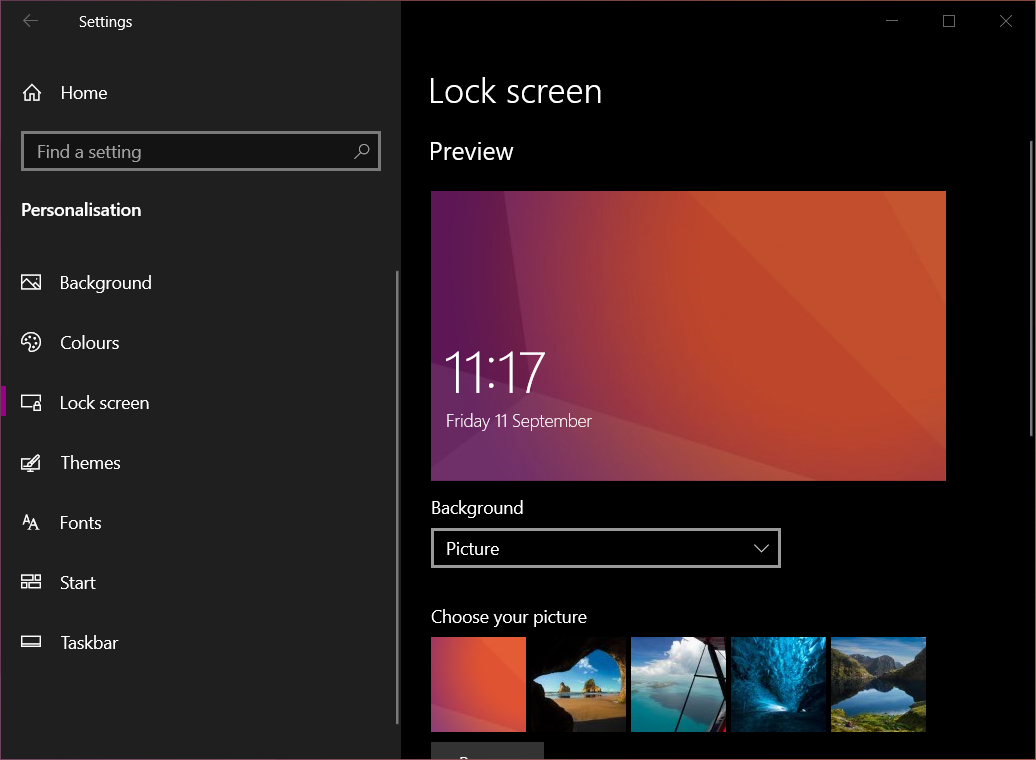 Settings
Home
Find a setting
Personalisation
Background
Colours
Lock screen
Themes
Fonts
Start
Taskbar
Lock screen
Preview
11:17
Friday 11 September
Background
Picture
Choose your picture